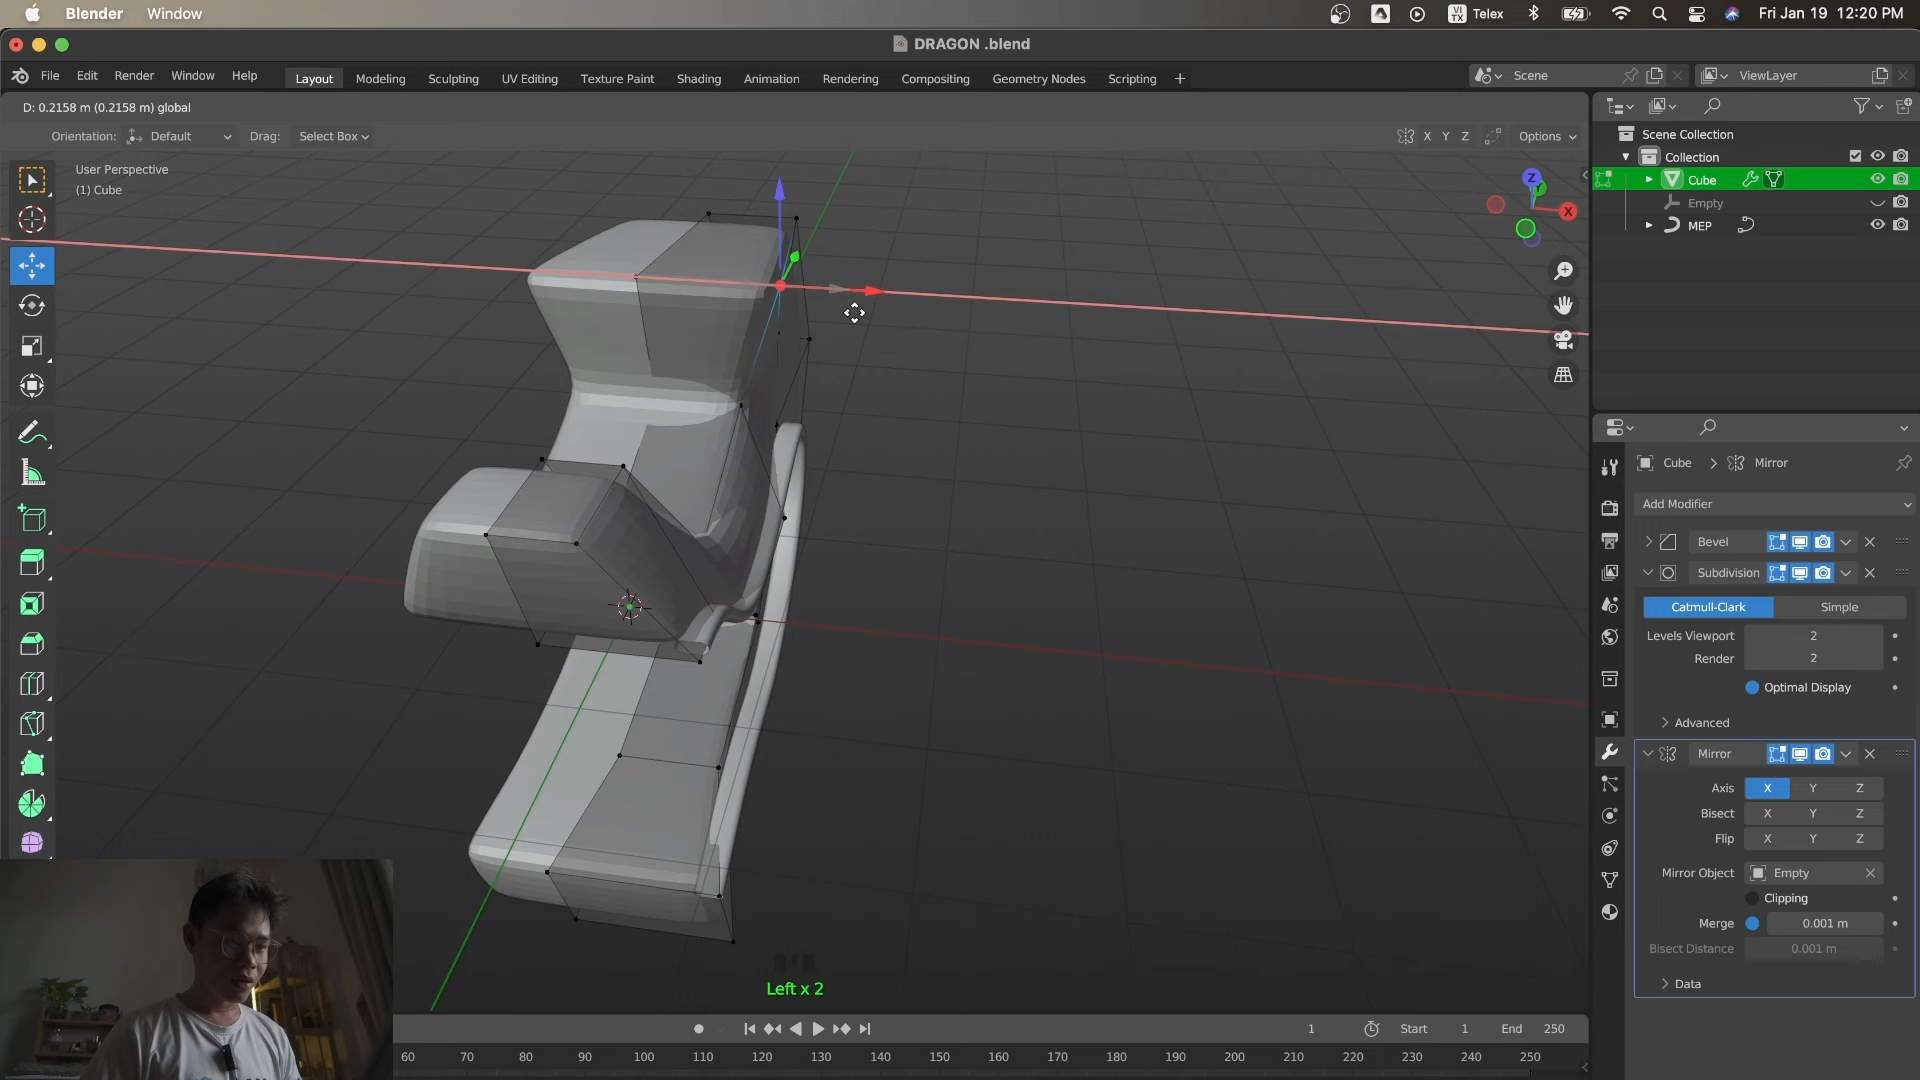 Blender Window Telex Fri Jan 19 12:20 PM
DRAGON .blend
File Edit Render Window Help Layout Modeling Sculpting UV Editing Texture Paint Shading Animation Rendering Compositing Geometry Nodes Scripting + Scene ViewLayer
D: 0.2158 m (0.2158 m) global
Orientation: Default Drag: Select Box X Y Z Options
User Perspective
(1) Cube
Z
X
Scene Collection
Collection
Cube
Empty
MEP
Cube > Mirror
Add Modifier
Bevel
Subdivision
Catmull-Clark Simple
Levels Viewport 2
Render 2
Optimal Display
Advanced
Mirror
Axis X Y Z
Bisect X Y Z
Flip X Y Z
Mirror Object Empty
Clipping
Merge 0.001 m
Bisect Distance 0.001 m
Data
Left x 2
1 Start 1 End 250
60 70 80 90 100 110 120 130 140 150 160 170 180 190 200 210 220 230 240 250